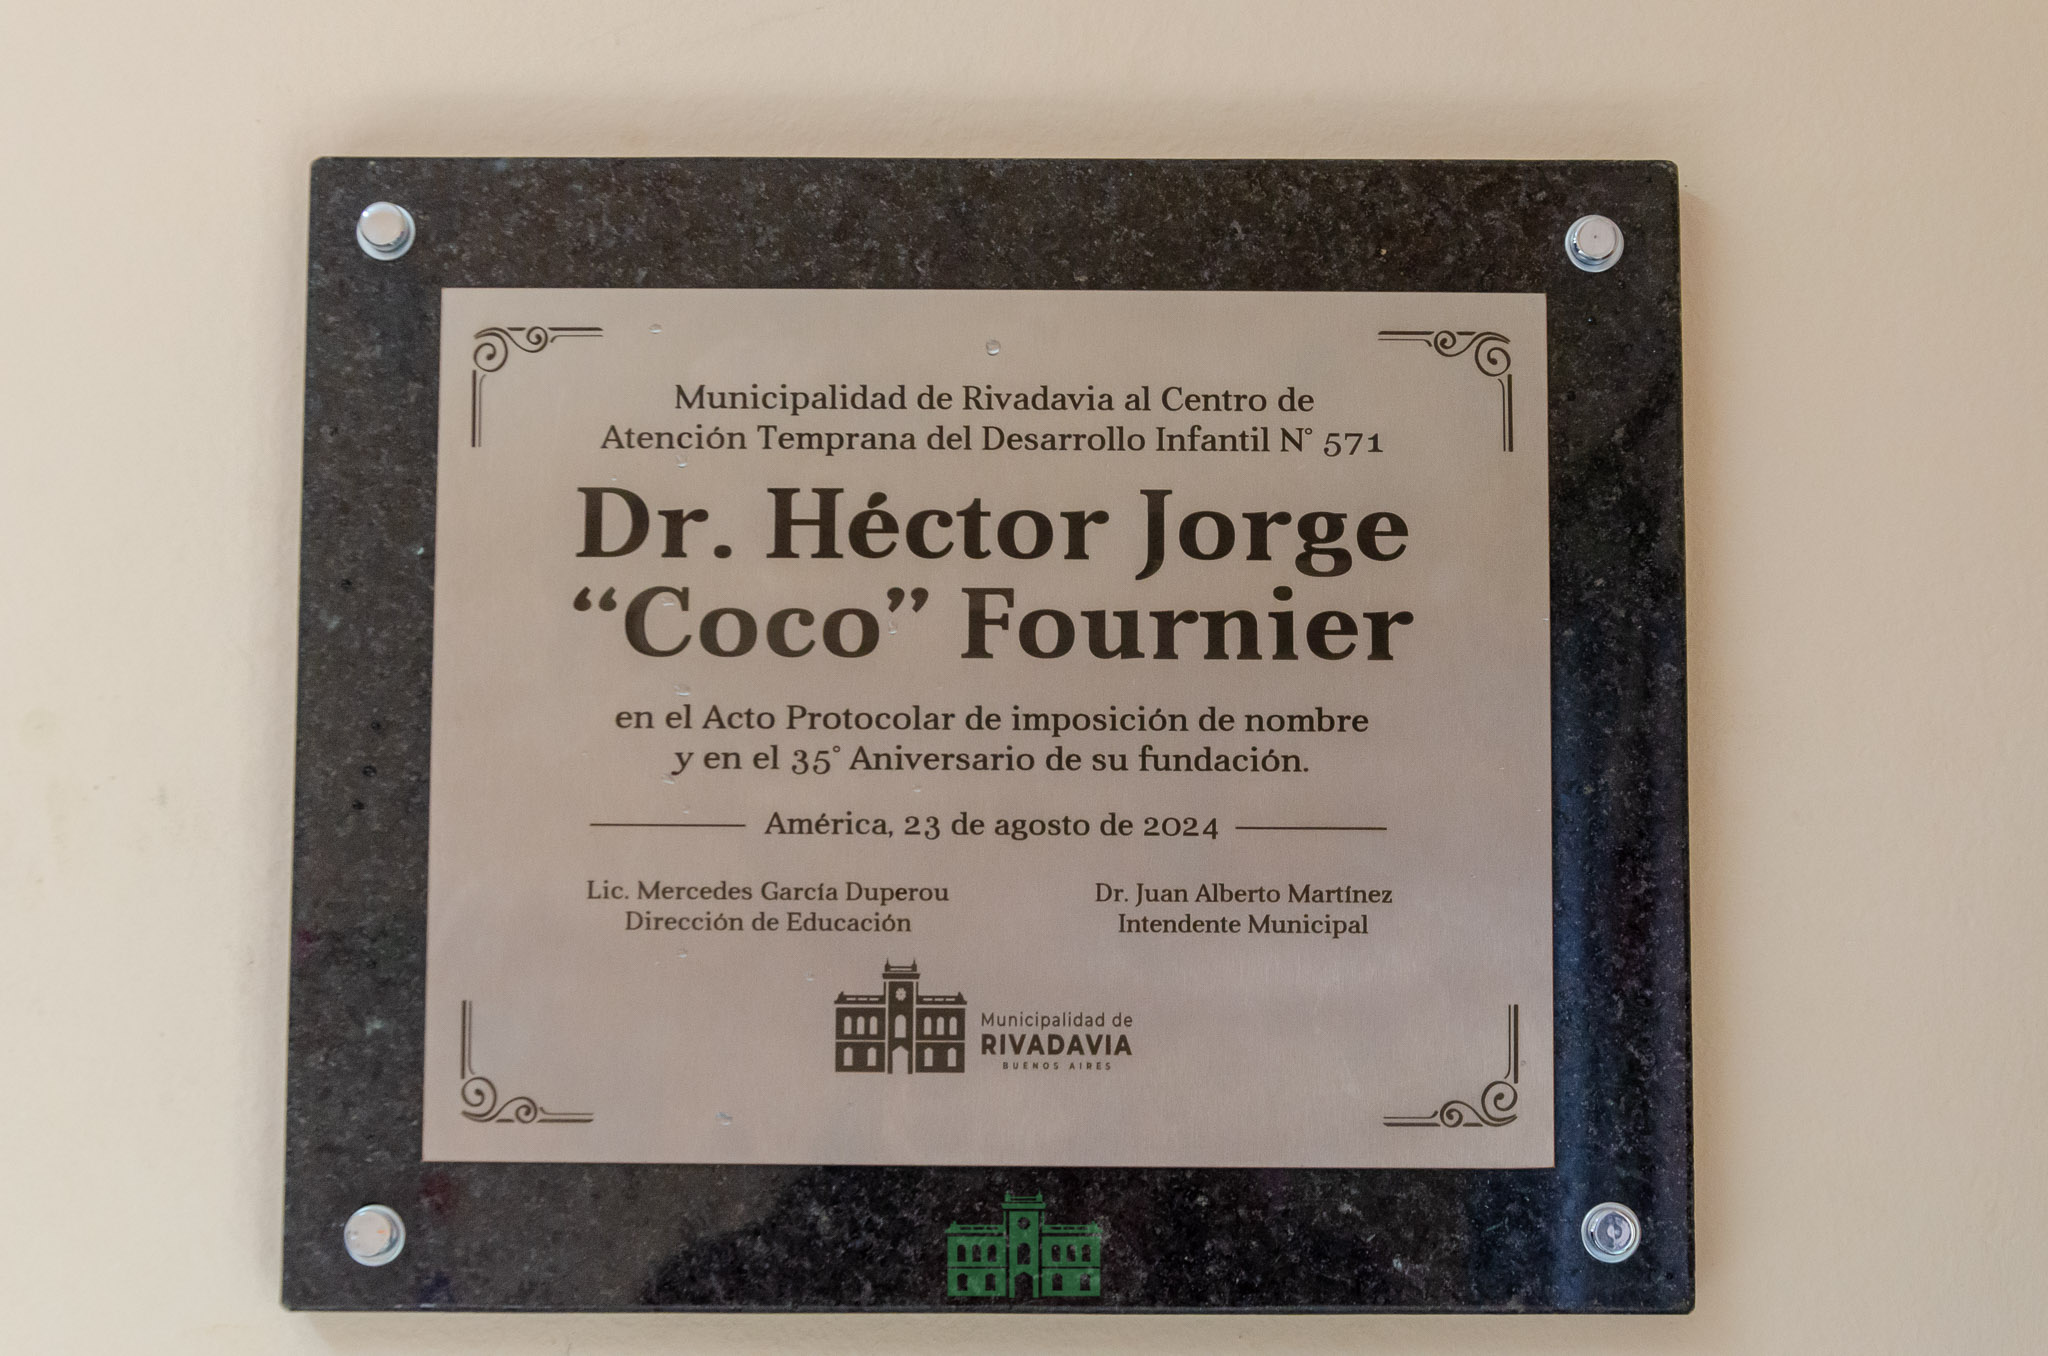 Municipalidad de Rivadavia al Centro de
Atención Temprana del Desarrollo Infantil N° 571
Dr. Héctor Jorge
“Coco” Fournier
en el Acto Protocolar de imposición de nombre
y en el 35° Aniversario de su fundación.
América, 23 de agosto de 2024
Lic. Mercedes García Duperou
Dirección de Educación
Dr. Juan Alberto Martínez
Intendente Municipal
Municipalidad de
RIVADAVIA
BUENOS AIRES